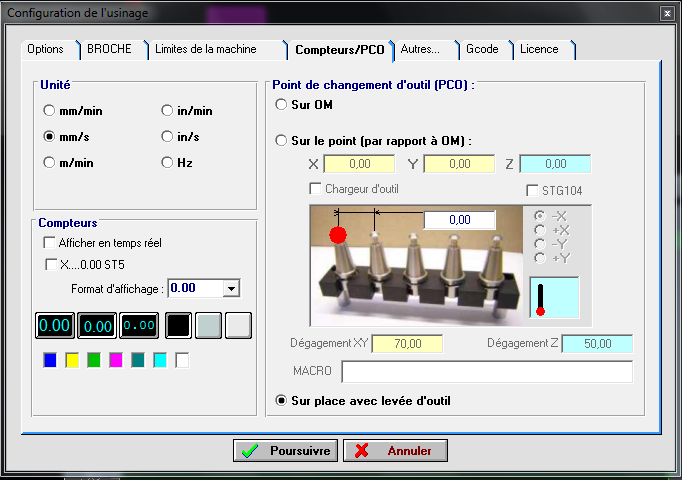 Configuration de l'usinage
Options BROCHE Limites de la machine Compteurs/PCO Autres... Gcode Licence
Unité
mm/min in/min
mm/s in/s
m/min Hz
Compteurs
Afficher en temps réel
X....0.00 ST5
Format d'affichage : 0.00
0.00 0.00 0.00
Point de changement d'outil (PCO) :
Sur OM
Sur le point (par rapport à OM) :
X 0,00 Y 0,00 Z 0,00
Chargeur d'outil STG104
0,00
-X
+X
-Y
+Y
Dégagement XY 70,00 Dégagement Z 50,00
MACRO
Sur place avec levée d'outil
Poursuivre Annuler